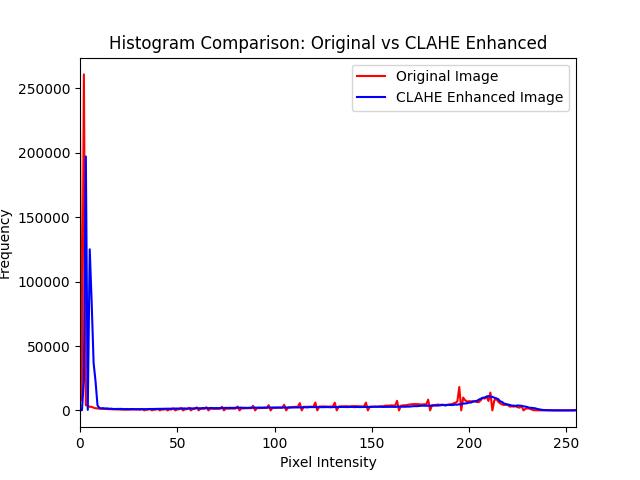 Histogram Comparison: Original vs CLAHE Enhanced
Original Image
CLAHE Enhanced Image
Frequency
250000
200000
150000
100000
50000
0
0 50 100 150 200 250
Pixel Intensity